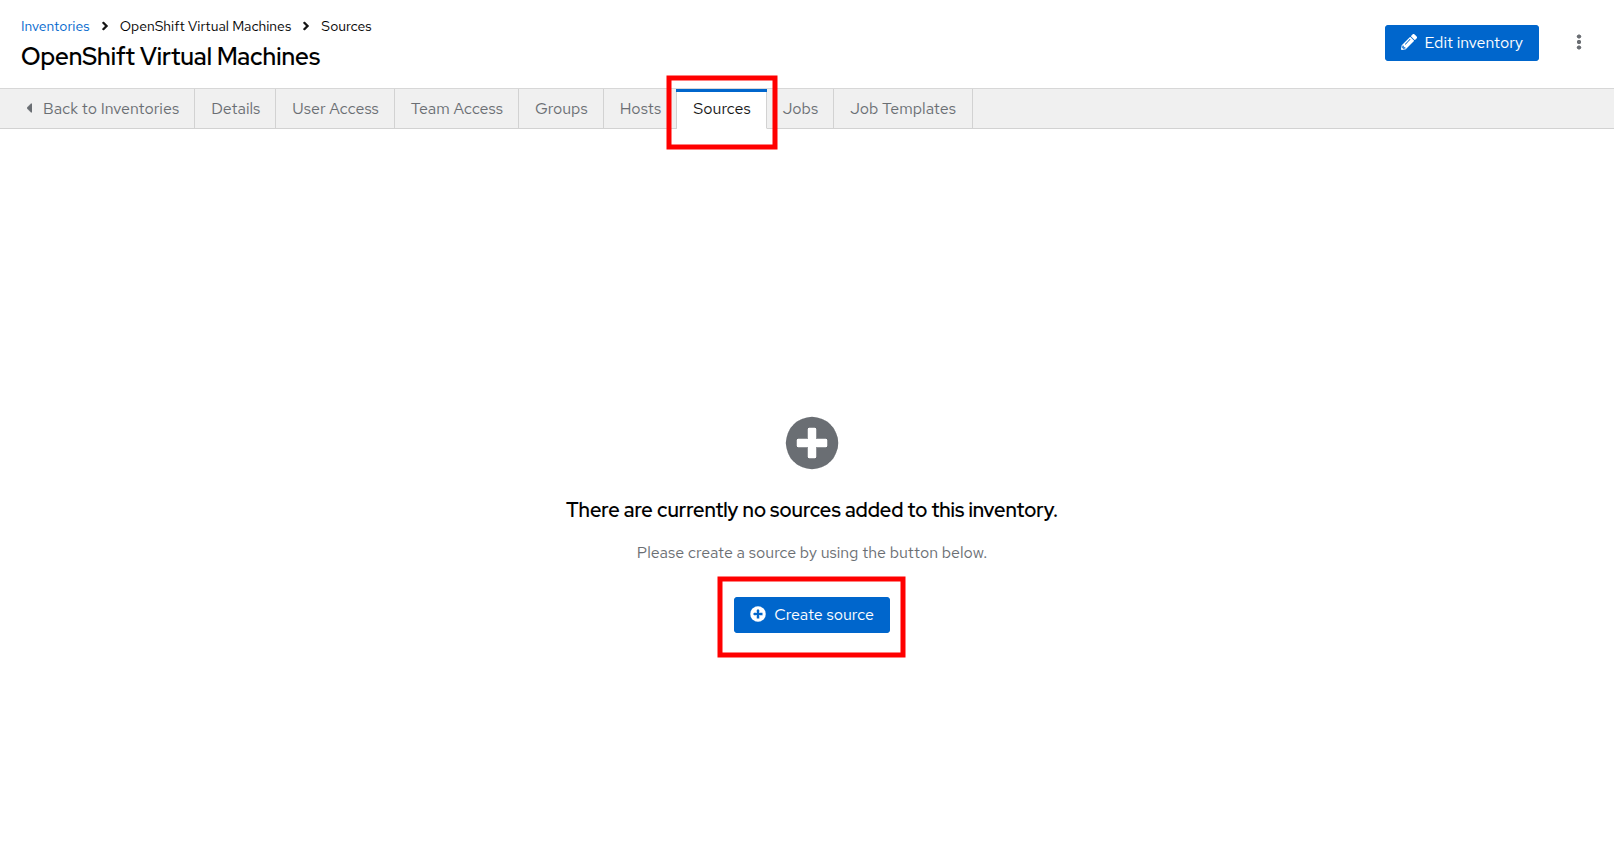 Inventories OpenShift Virtual Machines Sources
OpenShift Virtual Machines
Edit inventory
Back to Inventories Details User Access Team Access Groups Hosts Sources Jobs Job Templates
There are currently no sources added to this inventory.
Please create a source by using the button below.
Create source